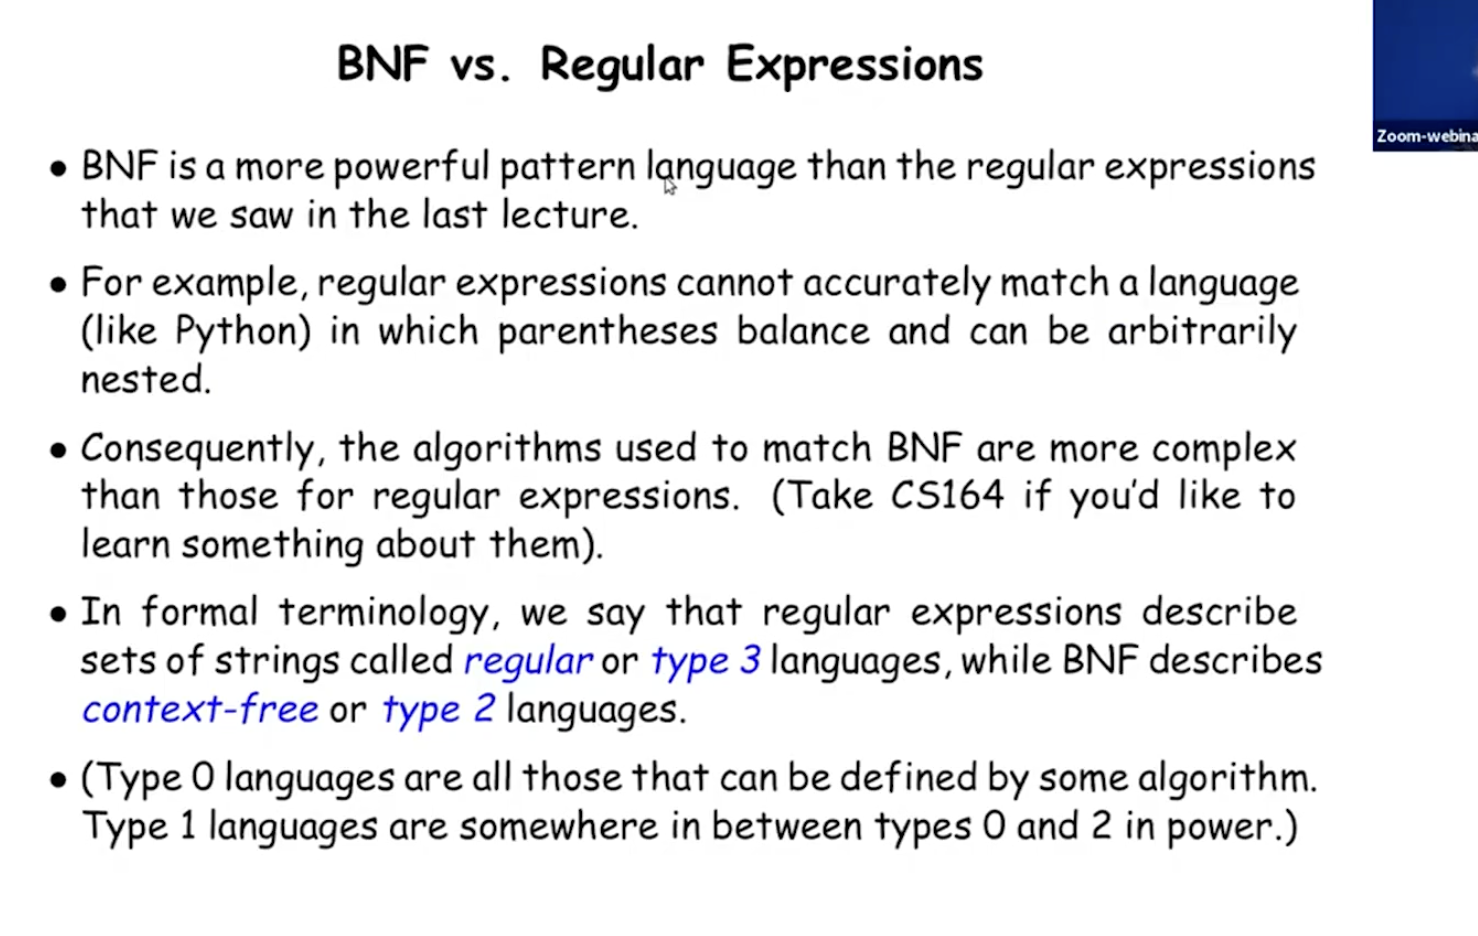 BNF vs. Regular Expressions
Zoom-webina
• BNF is a more powerful pattern language than the regular expressions
that we saw in the last lecture.
• For example, regular expressions cannot accurately match a language
(like Python) in which parentheses balance and can be arbitrarily
nested.
• Consequently, the algorithms used to match BNF are more complex
than those for regular expressions. (Take CS164 if you'd like to
learn something about them).
• In formal terminology, we say that regular expressions describe
sets of strings called regular or type 3 languages, while BNF describes
context-free or type 2 languages.
• (Type 0 languages are all those that can be defined by some algorithm.
Type 1 languages are somewhere in between types 0 and 2 in power.)